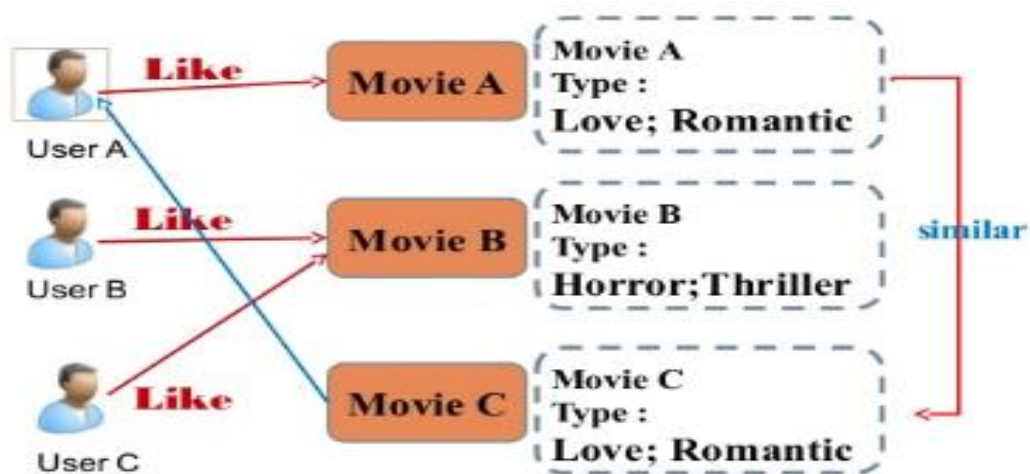 Like
User A
Movie A
Movie A
Type :
Love; Romantic
Like
User B
Movie B
Movie B
Type :
Horror;Thriller
similar
Like
User C
Movie C
Movie C
Type :
Love; Romantic